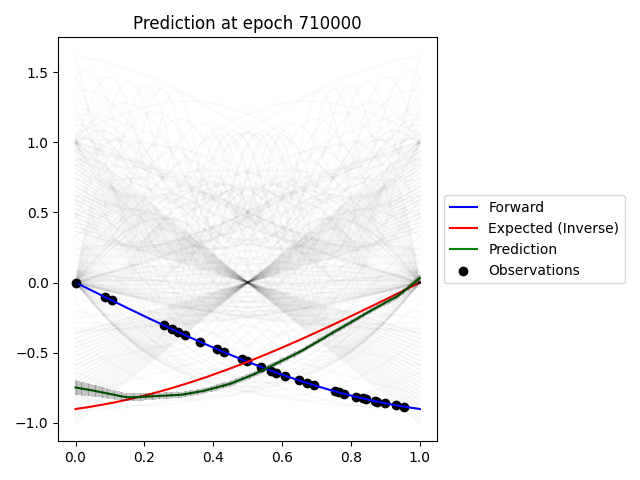 Prediction at epoch 710000
1.5
1.0
0.5
0.0
−0.5
−1.0
0.0 0.2 0.4 0.6 0.8 1.0
Forward
Expected (Inverse)
Prediction
Observations